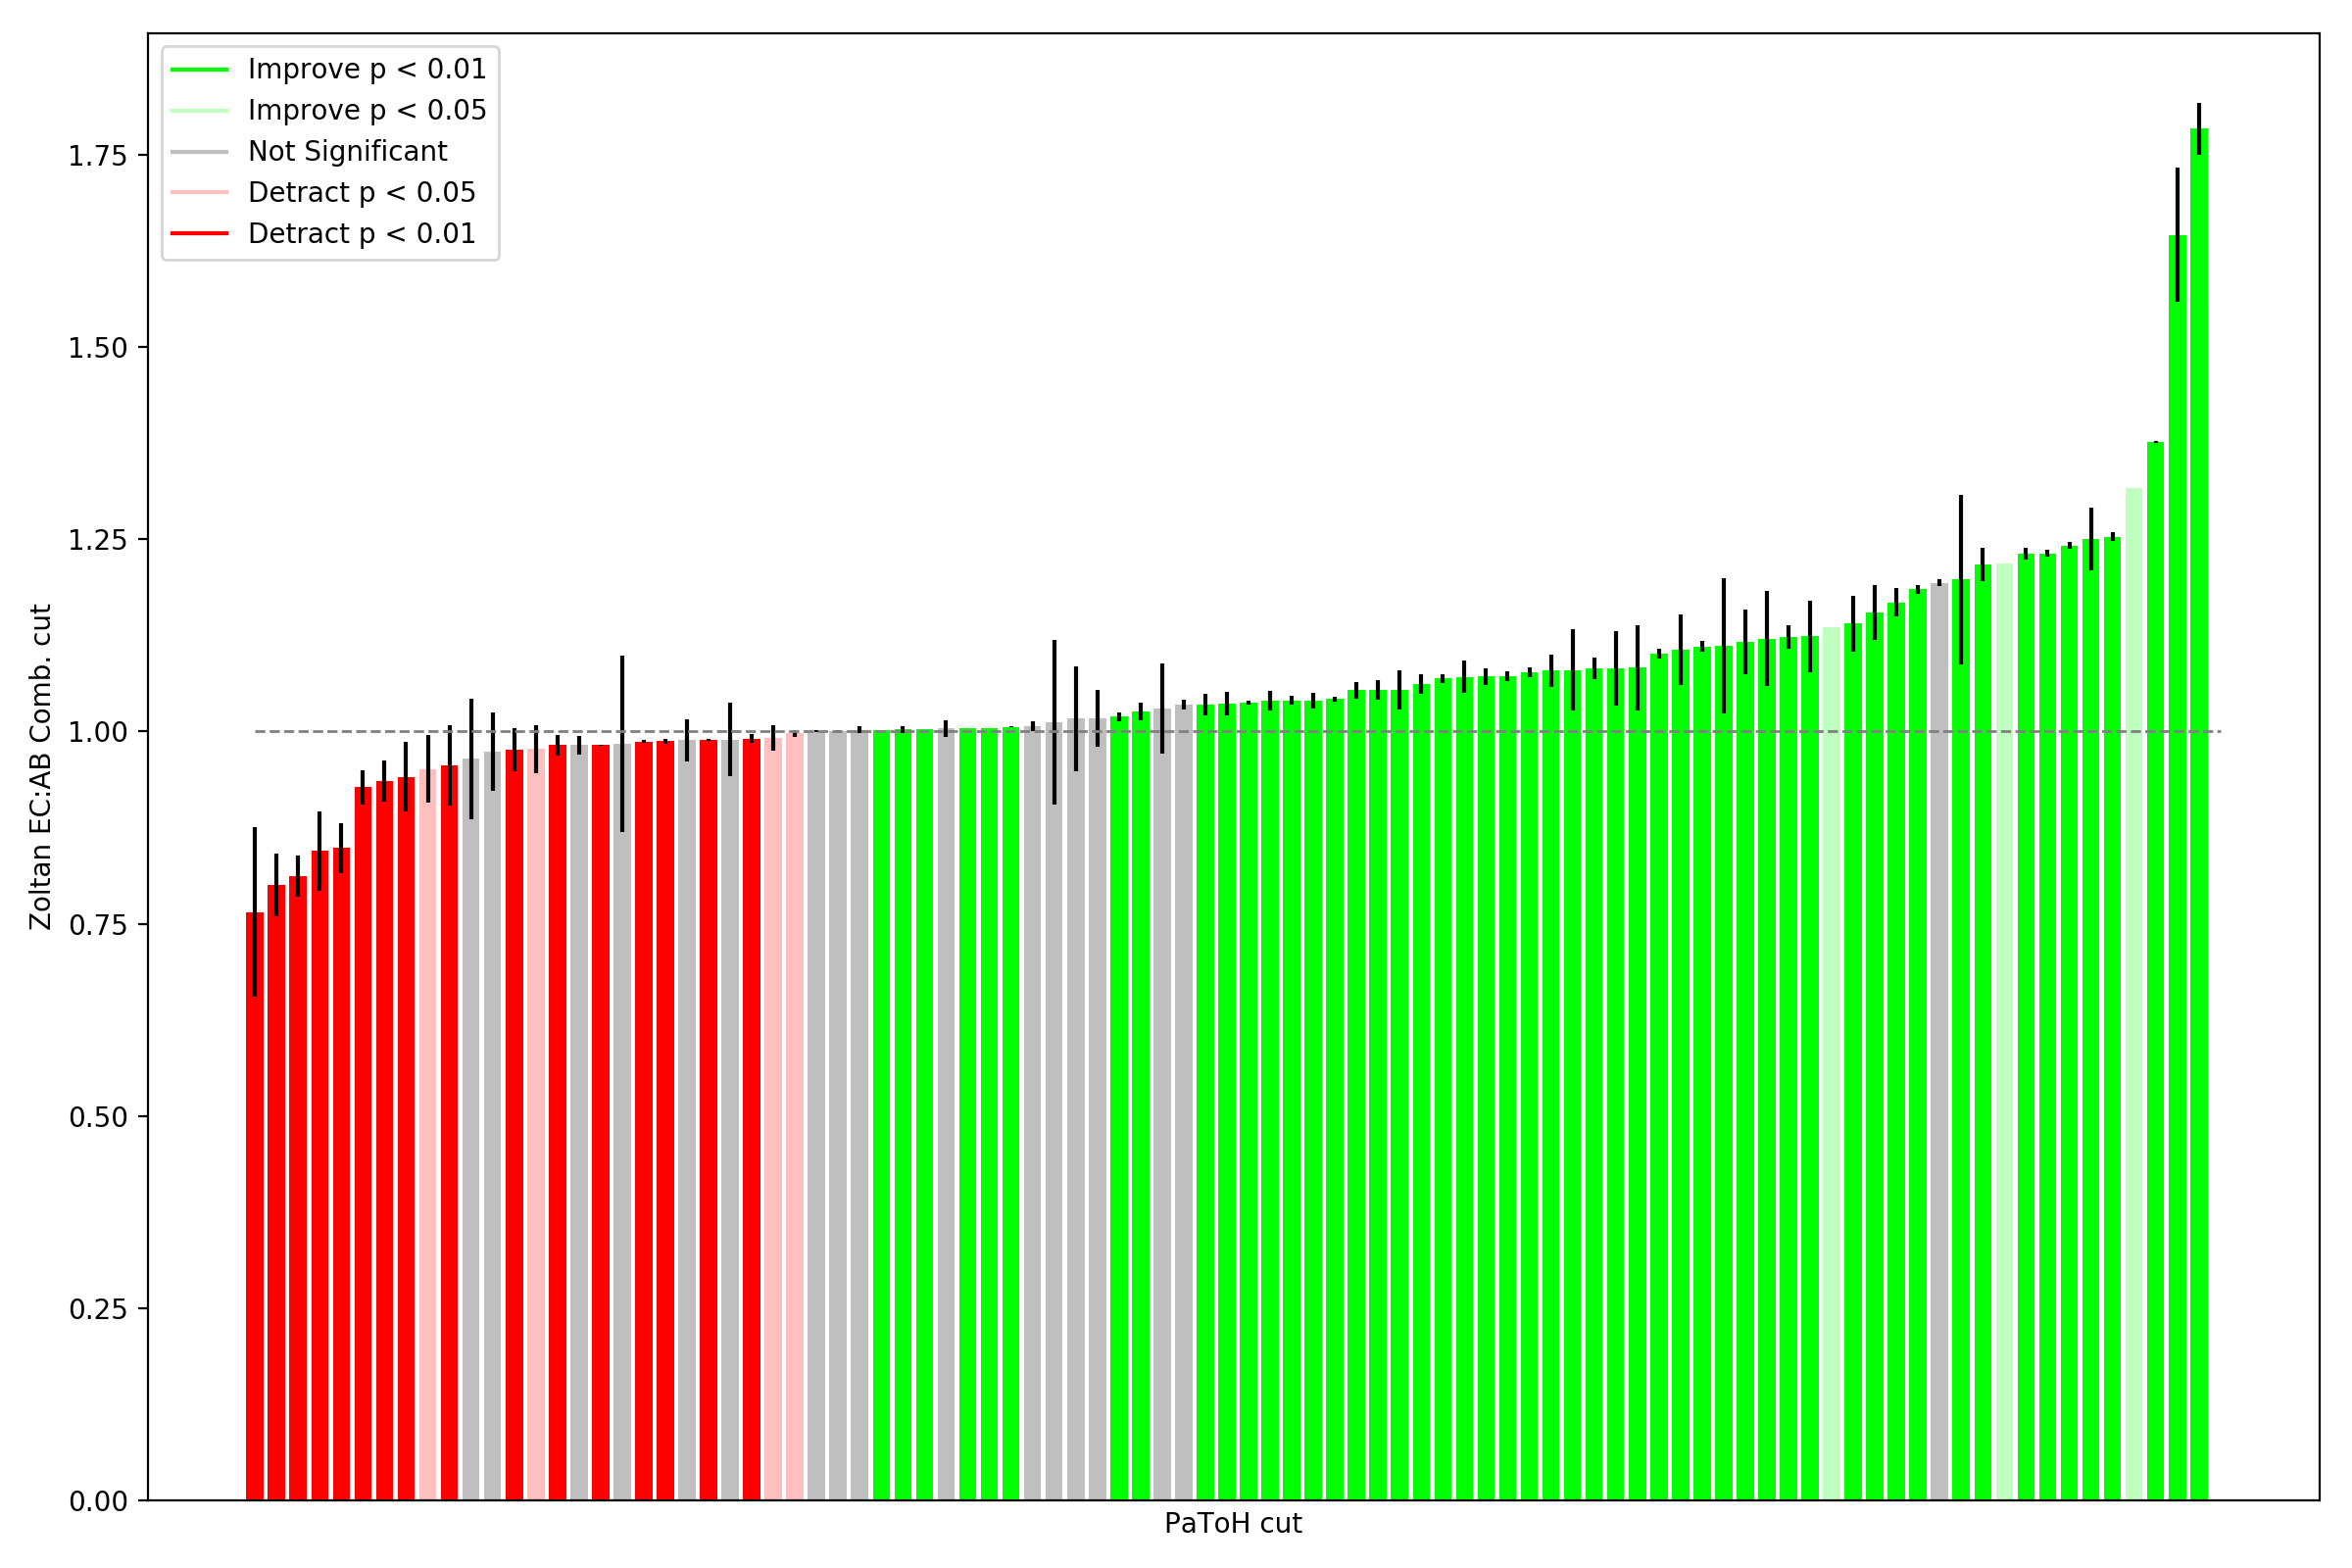 Improve p < 0.01
Improve p < 0.05
Not Significant
Detract p < 0.05
Detract p < 0.01
1.75
1.50
1.25
1.00
0.75
0.50
0.25
0.00
Zoltan EC:AB Comb. cut
PaToH cut